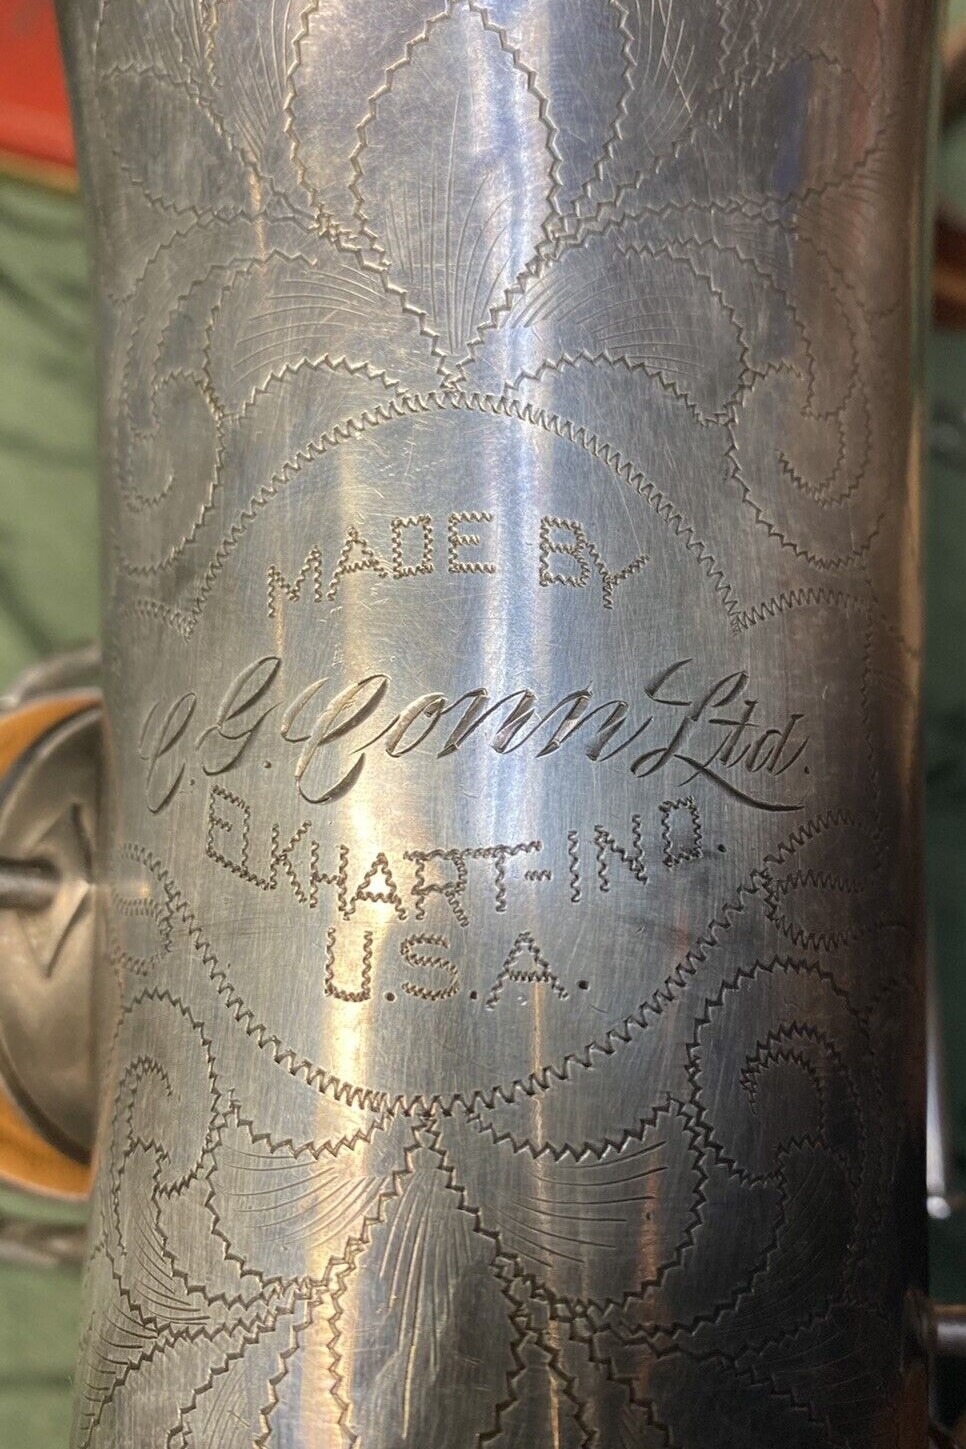 MADE BY
C.G. Conn Ltd.
ELKHART-IND.
U.S.A.